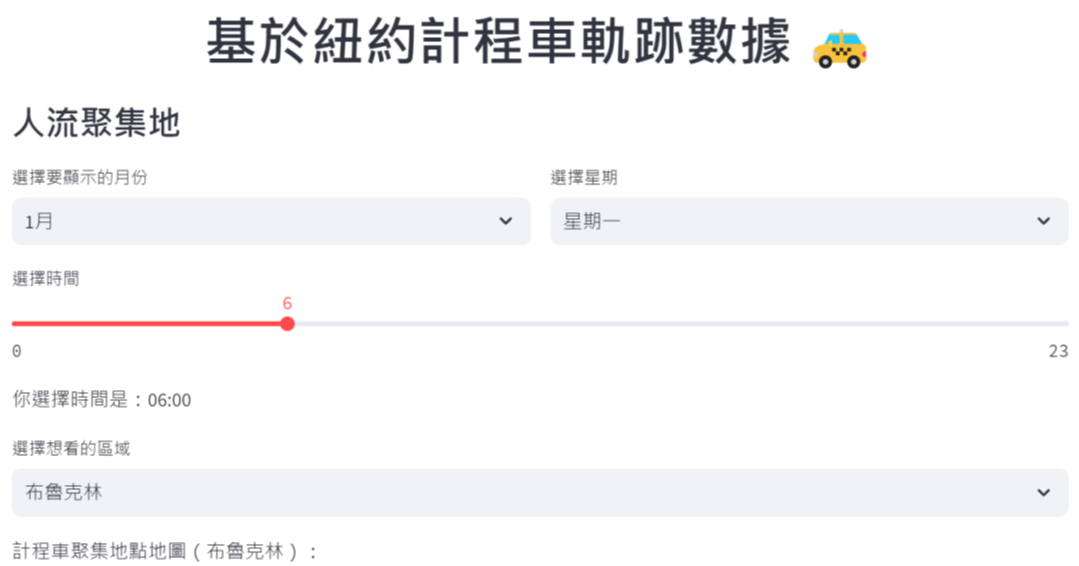 基於紐約計程車軌跡數據 🚕
人流聚集地
選擇要顯示的月份
選擇星期
1月
星期一
選擇時間
6
0
23
你選擇時間是：06:00
選擇想看的區域
布魯克林
計程車聚集地點地圖（布魯克林）：